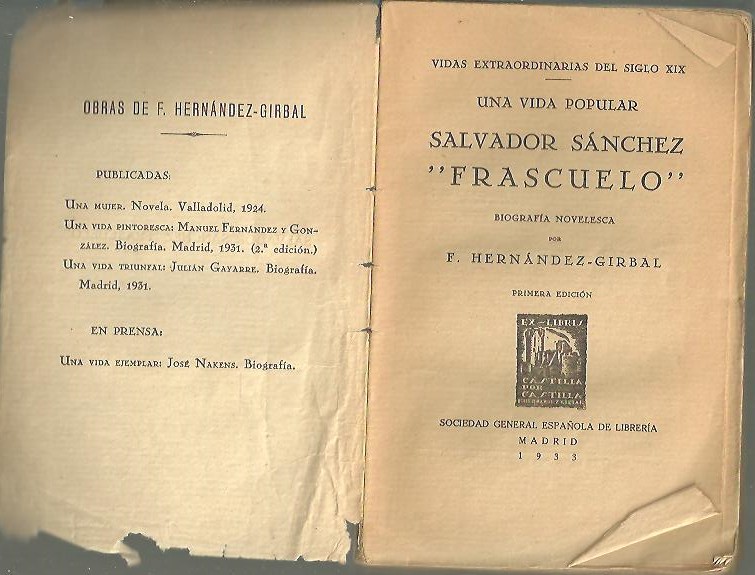 OBRAS DE F. HERNÁNDEZ-GIRBAL
PUBLICADAS:
UNA MUJER. Novela. Valladolid, 1924.
UNA VIDA PINTORESCA: MANUEL FERNÁNDEZ Y GON-
ZÁLEZ. Biografía. Madrid, 1931. (2.ª edición.)
UNA VIDA TRIUNFAL: JULIÁN GAYARRE. Biografía.
Madrid, 1931.
EN PRENSA:
UNA VIDA EJEMPLAR: JOSÉ NAKENS. Biografía.
VIDAS EXTRAORDINARIAS DEL SIGLO XIX
UNA VIDA POPULAR
SALVADOR SÁNCHEZ
"FRASCUELO"
BIOGRAFÍA NOVELESCA
POR
F. HERNÁNDEZ-GIRBAL
PRIMERA EDICIÓN
EX-LIBRIS
CASTILLA
POR
CASTILLA
SOCIEDAD GENERAL ESPAÑOLA DE LIBRERÍA
MADRID
1933